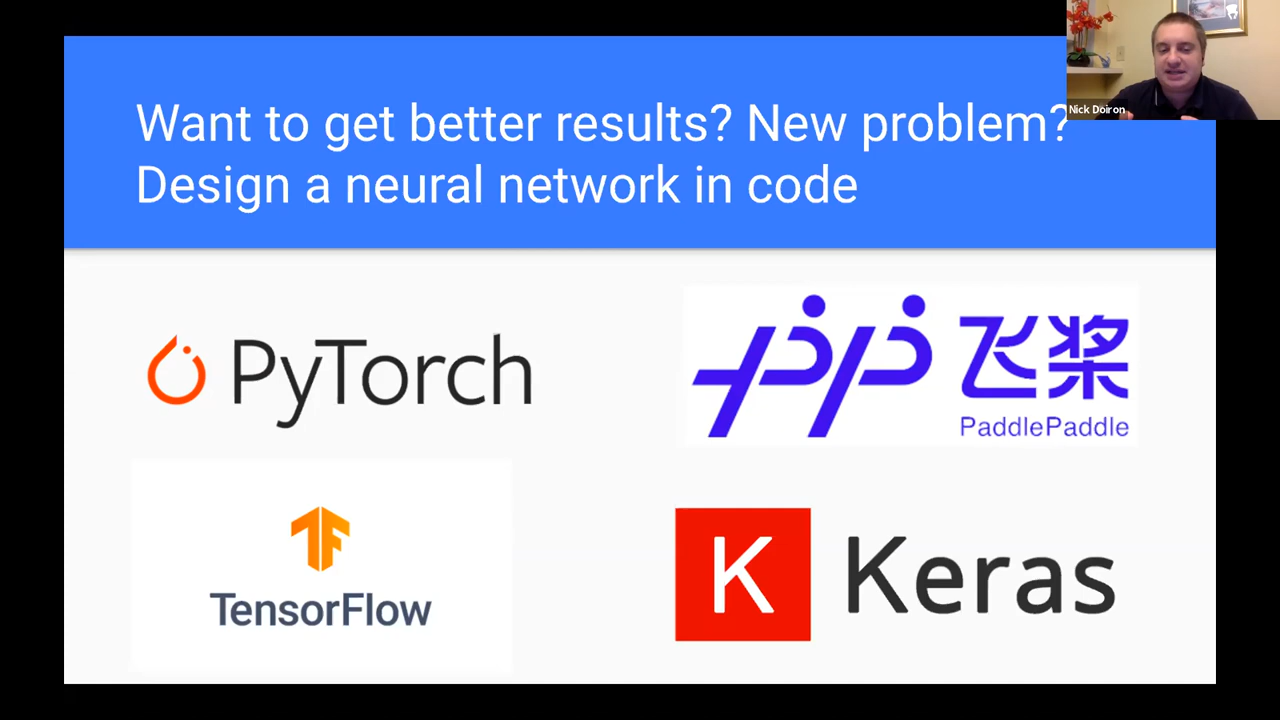 Want to get better results? New problem?
Design a neural network in code
Nick Doiron
PyTorch
飞桨
PaddlePaddle
TF
TensorFlow
K Keras